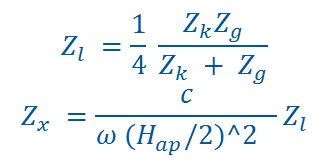 Z_l = 1/4 Z_k Z_g / (Z_k + Z_g)
Z_x = c / (ω (H_ap/2)^2) Z_l